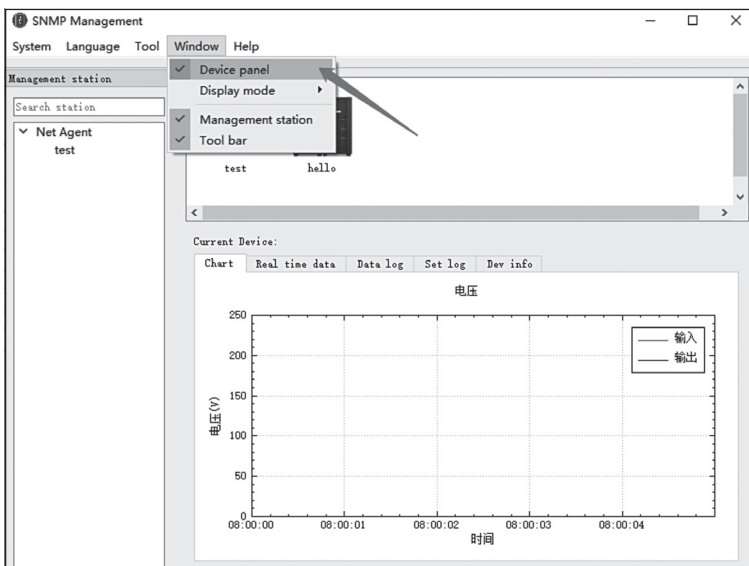 SNMP Management
System Language Tool Window Help
Device panel
Display mode
Management station
Tool bar
Management station
Search station
Net Agent
test
test hello
Current Device:
Chart Real time data Data log Set log Dev info
电压
输入
输出
电压(V)
250
200
150
100
50
0
08:00:00 08:00:01 08:00:02 08:00:03 08:00:04
时间